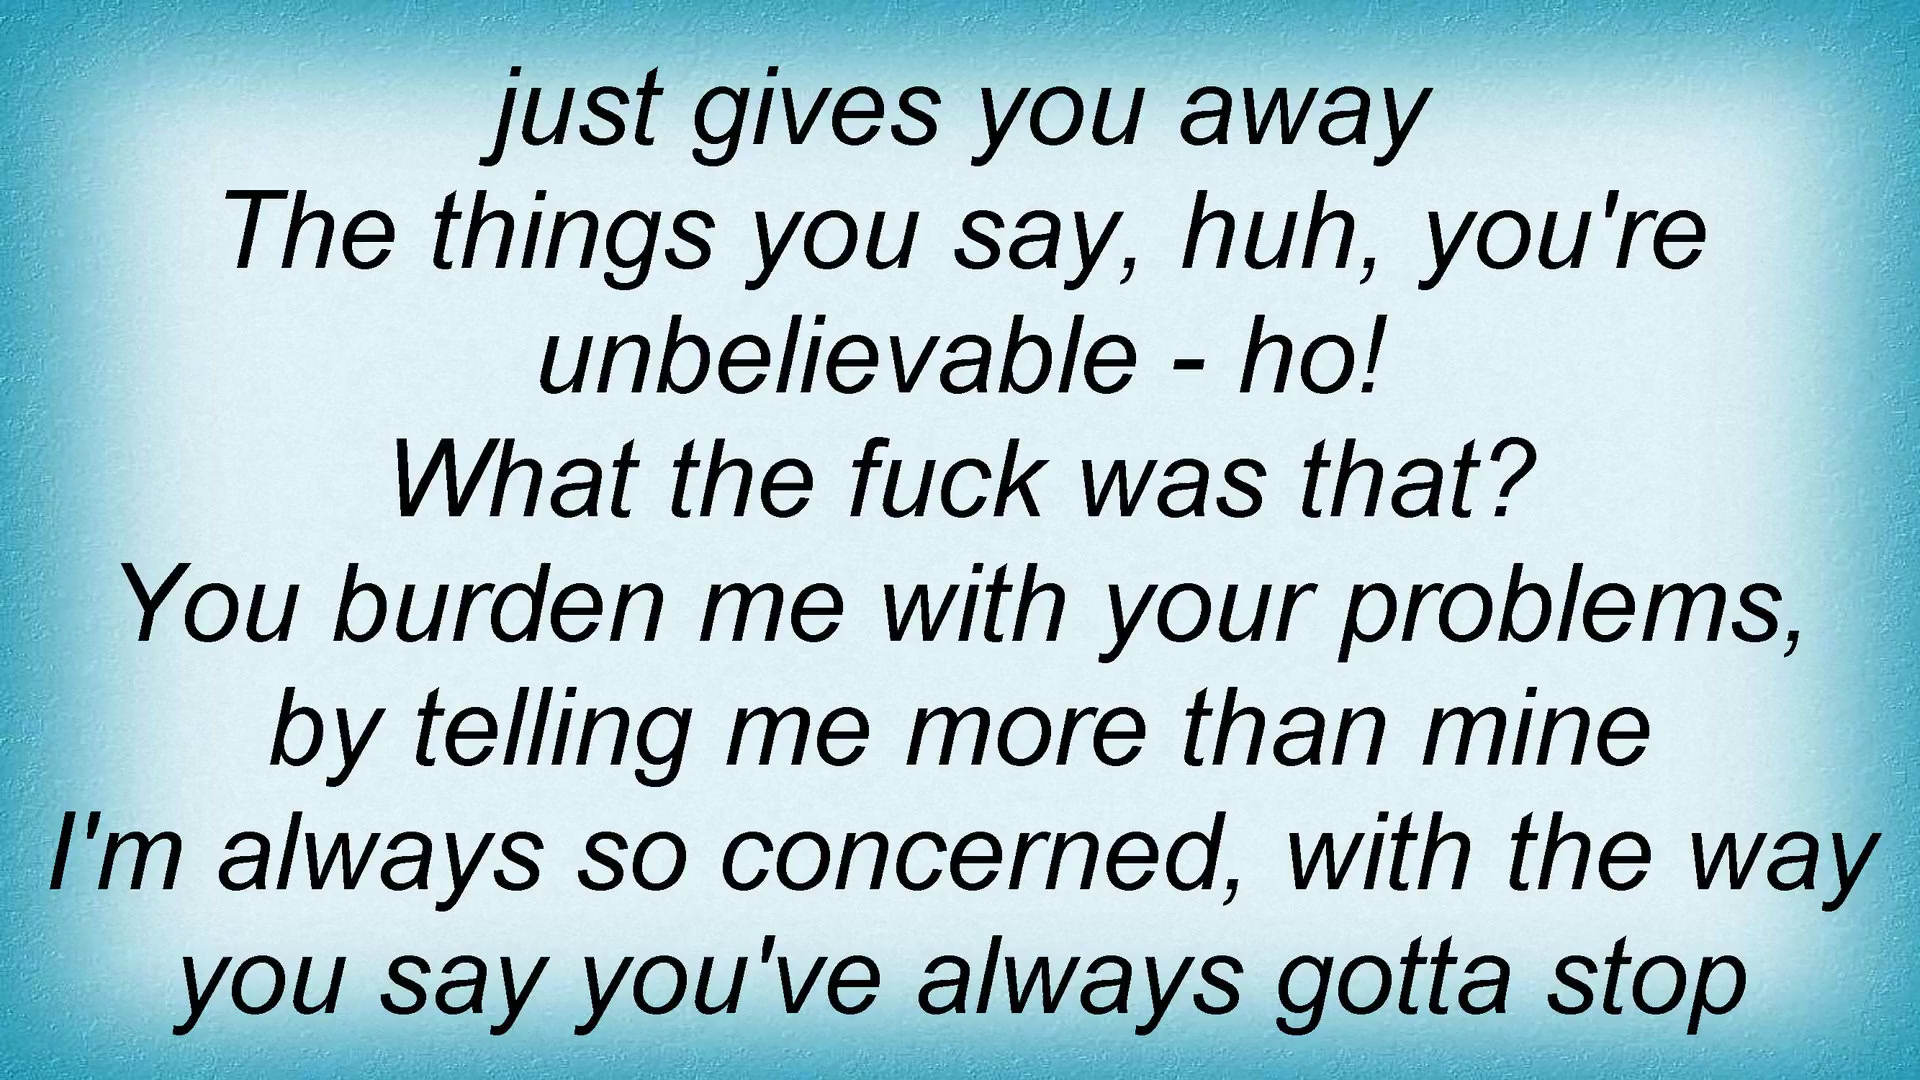 just gives you away
The things you say, huh, you're
unbelievable - ho!
What the fuck was that?
You burden me with your problems,
by telling me more than mine
I'm always so concerned, with the way
you say you've always gotta stop